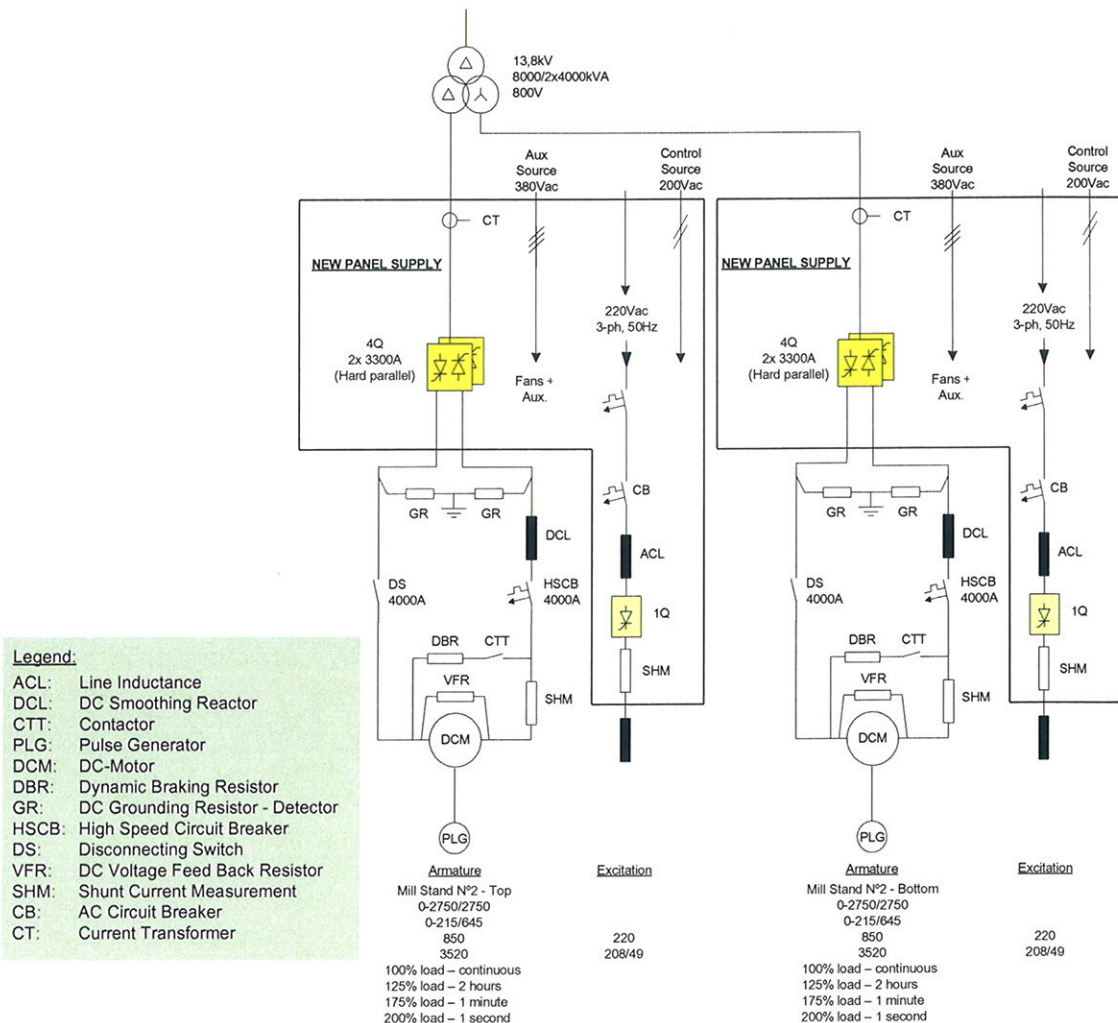 13,8kV
8000/2x4000kVA
800V
Aux
Source
380Vac
Control
Source
200Vac
CT
NEW PANEL SUPPLY
220Vac
3-ph, 50Hz
4Q
2x 3300A
(Hard parallel)
Fans +
Aux.
CB
GR
GR
DCL
ACL
DS
4000A
HSCB
4000A
1Q
DBR
CTT
VFR
SHM
SHM
DCM
PLG
Armature
Mill Stand Nº2 - Top
0-2750/2750
0-215/645
850
3520
100% load – continuous
125% load – 2 hours
175% load – 1 minute
200% load – 1 second
Excitation
220
208/49
Aux
Source
380Vac
Control
Source
200Vac
CT
NEW PANEL SUPPLY
220Vac
3-ph, 50Hz
4Q
2x 3300A
(Hard parallel)
Fans +
Aux.
CB
GR
GR
DCL
ACL
DS
4000A
HSCB
4000A
1Q
DBR
CTT
VFR
SHM
SHM
DCM
PLG
Armature
Mill Stand Nº2 - Bottom
0-2750/2750
0-215/645
850
3520
100% load – continuous
125% load – 2 hours
175% load – 1 minute
200% load – 1 second
Excitation
220
208/49
Legend:
ACL: Line Inductance
DCL: DC Smoothing Reactor
CTT: Contactor
PLG: Pulse Generator
DCM: DC-Motor
DBR: Dynamic Braking Resistor
GR: DC Grounding Resistor - Detector
HSCB: High Speed Circuit Breaker
DS: Disconnecting Switch
VFR: DC Voltage Feed Back Resistor
SHM: Shunt Current Measurement
CB: AC Circuit Breaker
CT: Current Transformer